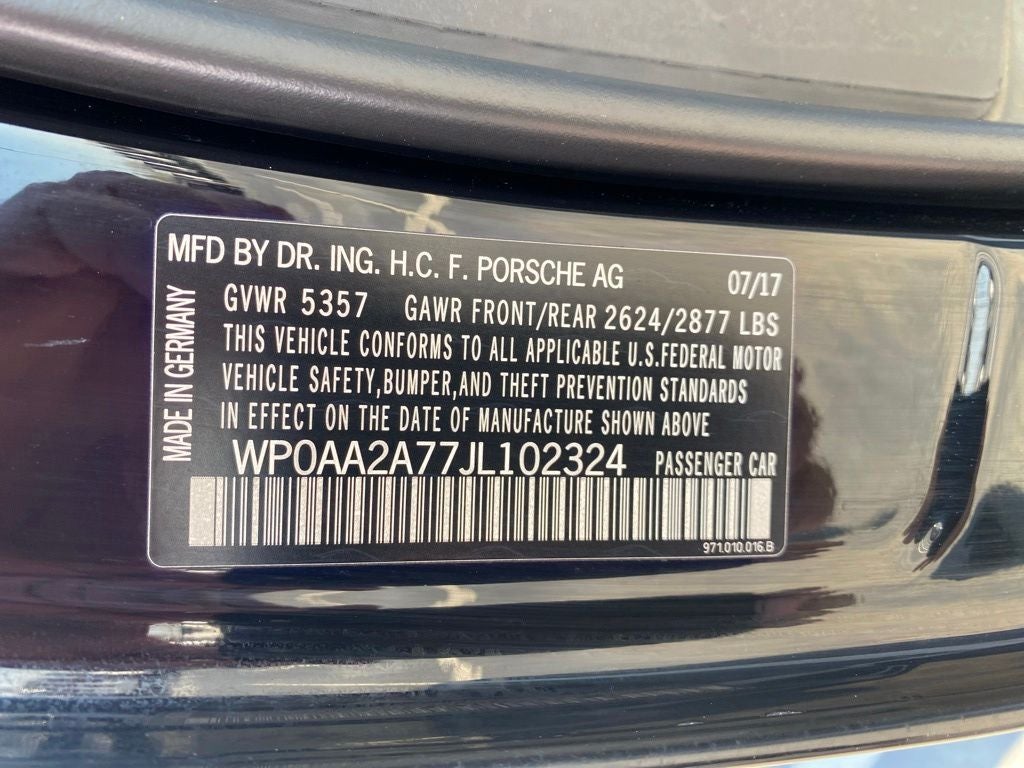 MFD BY DR. ING. H.C. F. PORSCHE AG 07/17
GVWR 5357 GAWR FRONT/REAR 2624/2877 LBS
THIS VEHICLE CONFORMS TO ALL APPLICABLE U.S.FEDERAL MOTOR
VEHICLE SAFETY,BUMPER,AND THEFT PREVENTION STANDARDS
IN EFFECT ON THE DATE OF MANUFACTURE SHOWN ABOVE
WP0AA2A77JL102324 PASSENGER CAR
971.010.016.B
MADE IN GERMANY